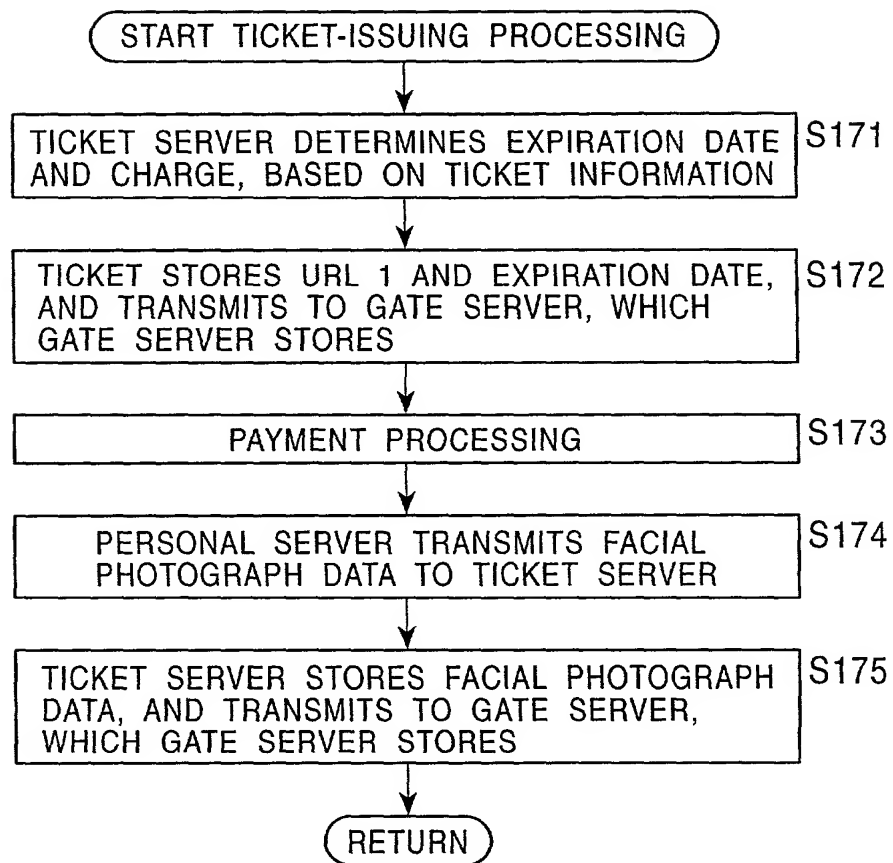 START TICKET-ISSUING PROCESSING
S171
TICKET SERVER DETERMINES EXPIRATION DATE
AND CHARGE, BASED ON TICKET INFORMATION
S172
TICKET STORES URL 1 AND EXPIRATION DATE,
AND TRANSMITS TO GATE SERVER, WHICH
GATE SERVER STORES
S173
PAYMENT PROCESSING
S174
PERSONAL SERVER TRANSMITS FACIAL
PHOTOGRAPH DATA TO TICKET SERVER
S175
TICKET SERVER STORES FACIAL PHOTOGRAPH
DATA, AND TRANSMITS TO GATE SERVER,
WHICH GATE SERVER STORES
RETURN